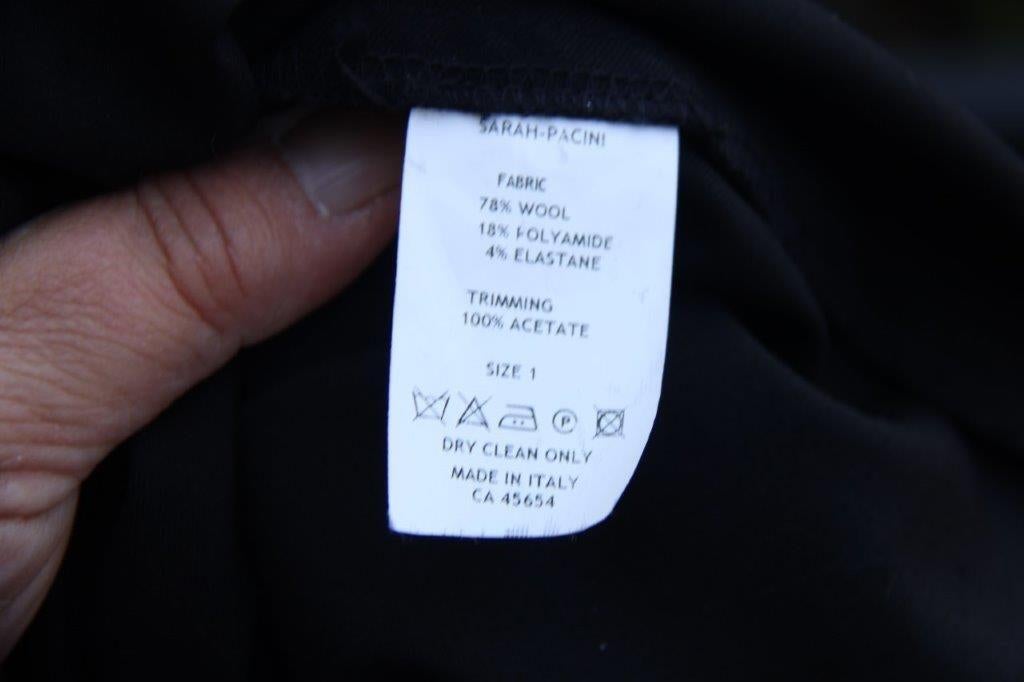 SARAH-PACINI
FABRIC
78% WOOL
18% POLYAMIDE
4% ELASTANE
TRIMMING
100% ACETATE
SIZE 1
P
DRY CLEAN ONLY
MADE IN ITALY
CA 45654